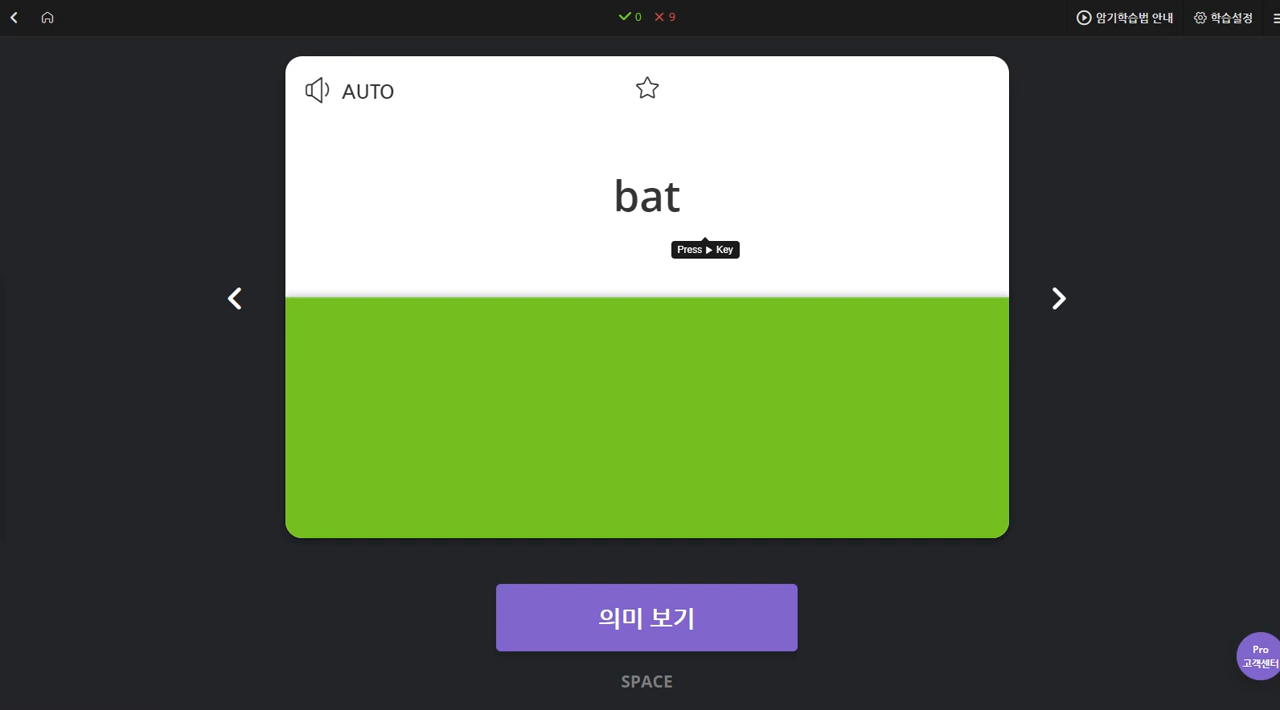 0 9 암기학습법 안내 학습설정
AUTO
bat
Press ▶ Key
의미 보기
SPACE
Pro
고객센터